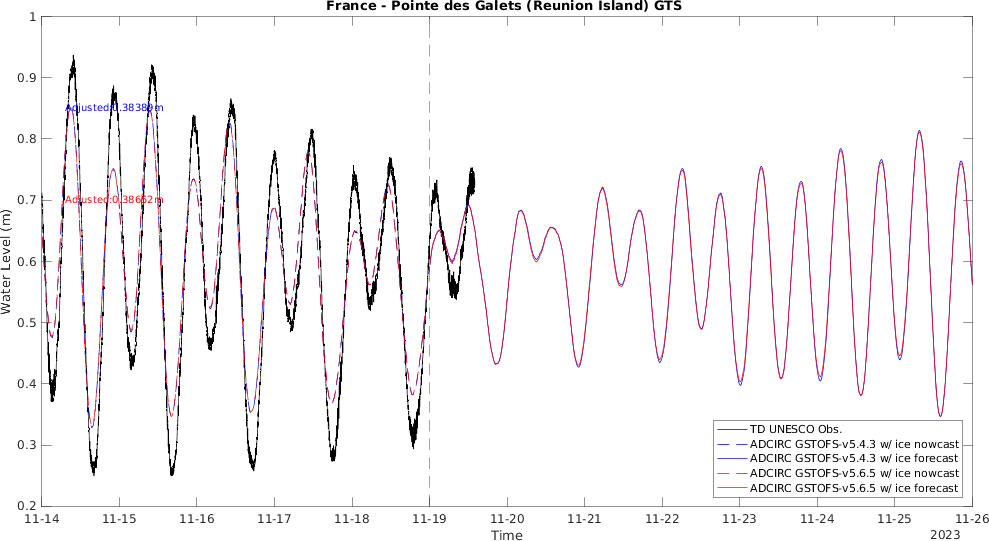 France - Pointe des Galets (Reunion Island) GTS
1
0.9
0.8
0.7
0.6
0.5
0.4
0.3
0.2
Water Level (m)
Adjusted:0.38389m
Adjusted:0.38652m
TD UNESCO Obs.
ADCIRC GSTOFS-v5.4.3 w/ ice nowcast
ADCIRC GSTOFS-v5.4.3 w/ ice forecast
ADCIRC GSTOFS-v5.6.5 w/ ice nowcast
ADCIRC GSTOFS-v5.6.5 w/ ice forecast
11-14 11-15 11-16 11-17 11-18 11-19 11-20 11-21 11-22 11-23 11-24 11-25 11-26
Time
2023